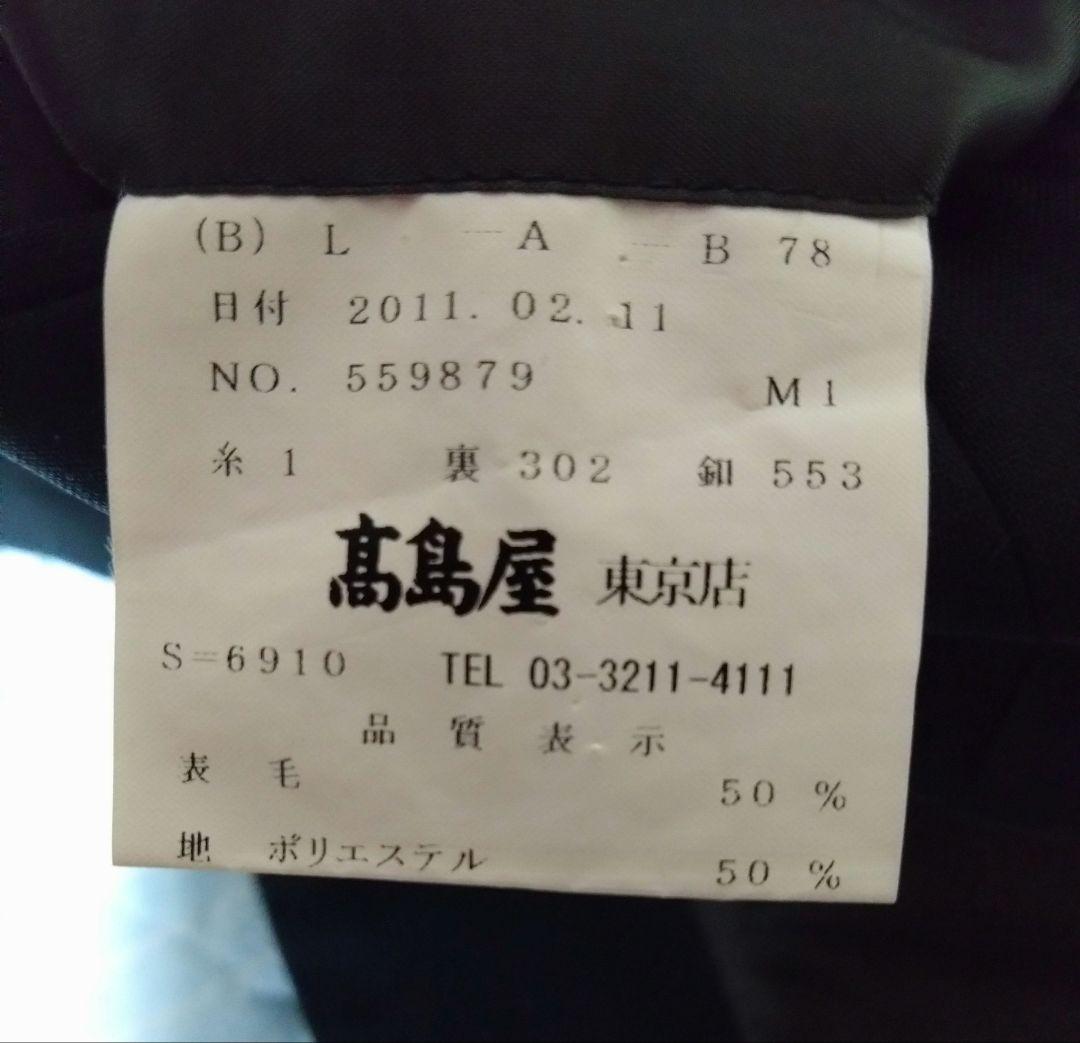 (B) L －A －B 78
日付 2011.02.11
NO. 559879 M1
糸 1 裏 302 釦 553
髙島屋 東京店
S=6910 TEL 03-3211-4111
品質表示
表 毛 50 %
地 ポリエステル 50 %